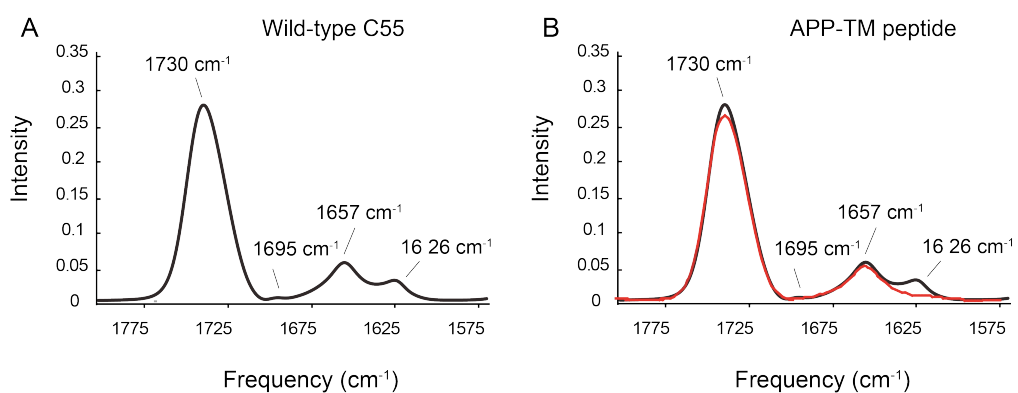 A
Wild-type C55
0.35
0.3
0.25
0.2
0.15
0.1
0.05
0
Intensity
1730 cm-1
1695 cm-1
1657 cm-1
16 26 cm-1
1775
1725
1675
1625
1575
Frequency (cm-1)
B
APP-TM peptide
0.35
0.3
0.25
0.2
0.15
0.1
0.05
0
Intensity
1730 cm-1
1695 cm-1
1657 cm-1
16 26 cm-1
1775
1725
1675
1625
1575
Frequency (cm-1)